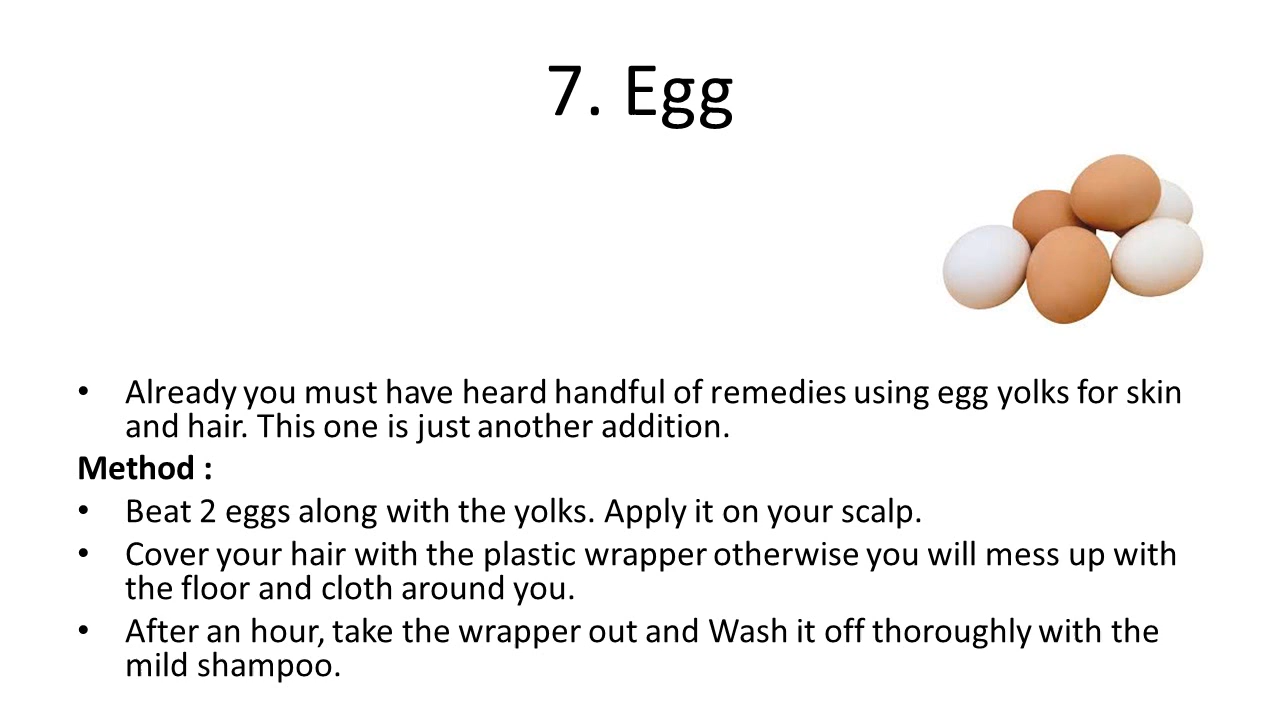 7. Egg
• Already you must have heard handful of remedies using egg yolks for skin
and hair. This one is just another addition.
Method :
• Beat 2 eggs along with the yolks. Apply it on your scalp.
• Cover your hair with the plastic wrapper otherwise you will mess up with
the floor and cloth around you.
• After an hour, take the wrapper out and Wash it off thoroughly with the
mild shampoo.